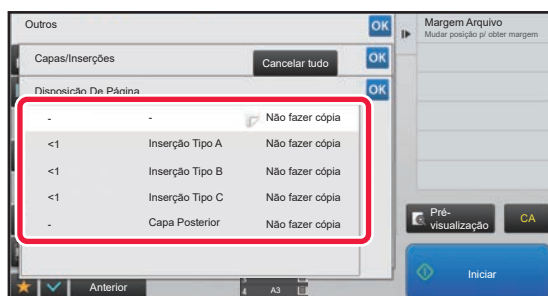 Outros
OK
Capas/Inserções
Cancelar tudo
OK
Disposição De Página
OK
- - Não fazer cópia
<1 Inserção Tipo A Não fazer cópia
<1 Inserção Tipo B Não fazer cópia
<1 Inserção Tipo C Não fazer cópia
- Capa Posterior Não fazer cópia
Anterior
4 A3
Margem Arquivo
Mudar posição p/ obter margem
Pré-
visualização
CA
Iniciar